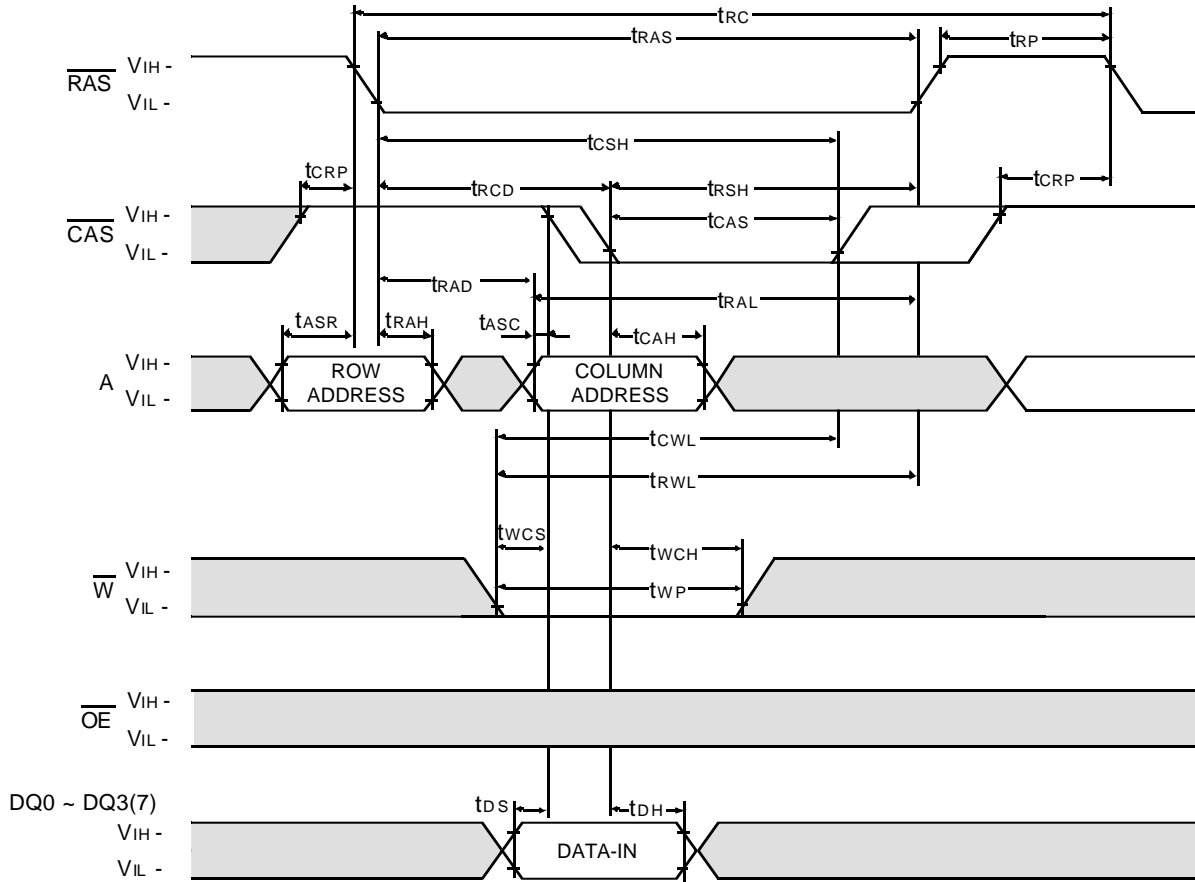 tRC
tRAS
tRP
RAS
VIH -
VIL -
tCSH
tCRP
tRCD
tRSH
tCRP
CAS
VIH -
VIL -
tCAS
tRAD
tRAL
tASR
tRAH
tASC
tCAH
A
VIH -
VIL -
ROW
ADDRESS
COLUMN
ADDRESS
tCWL
tRWL
tWCS
tWCH
W
VIH -
VIL -
tWP
OE
VIH -
VIL -
DQ0 ~ DQ3(7)
tDS
tDH
VIH -
VIL -
DATA-IN